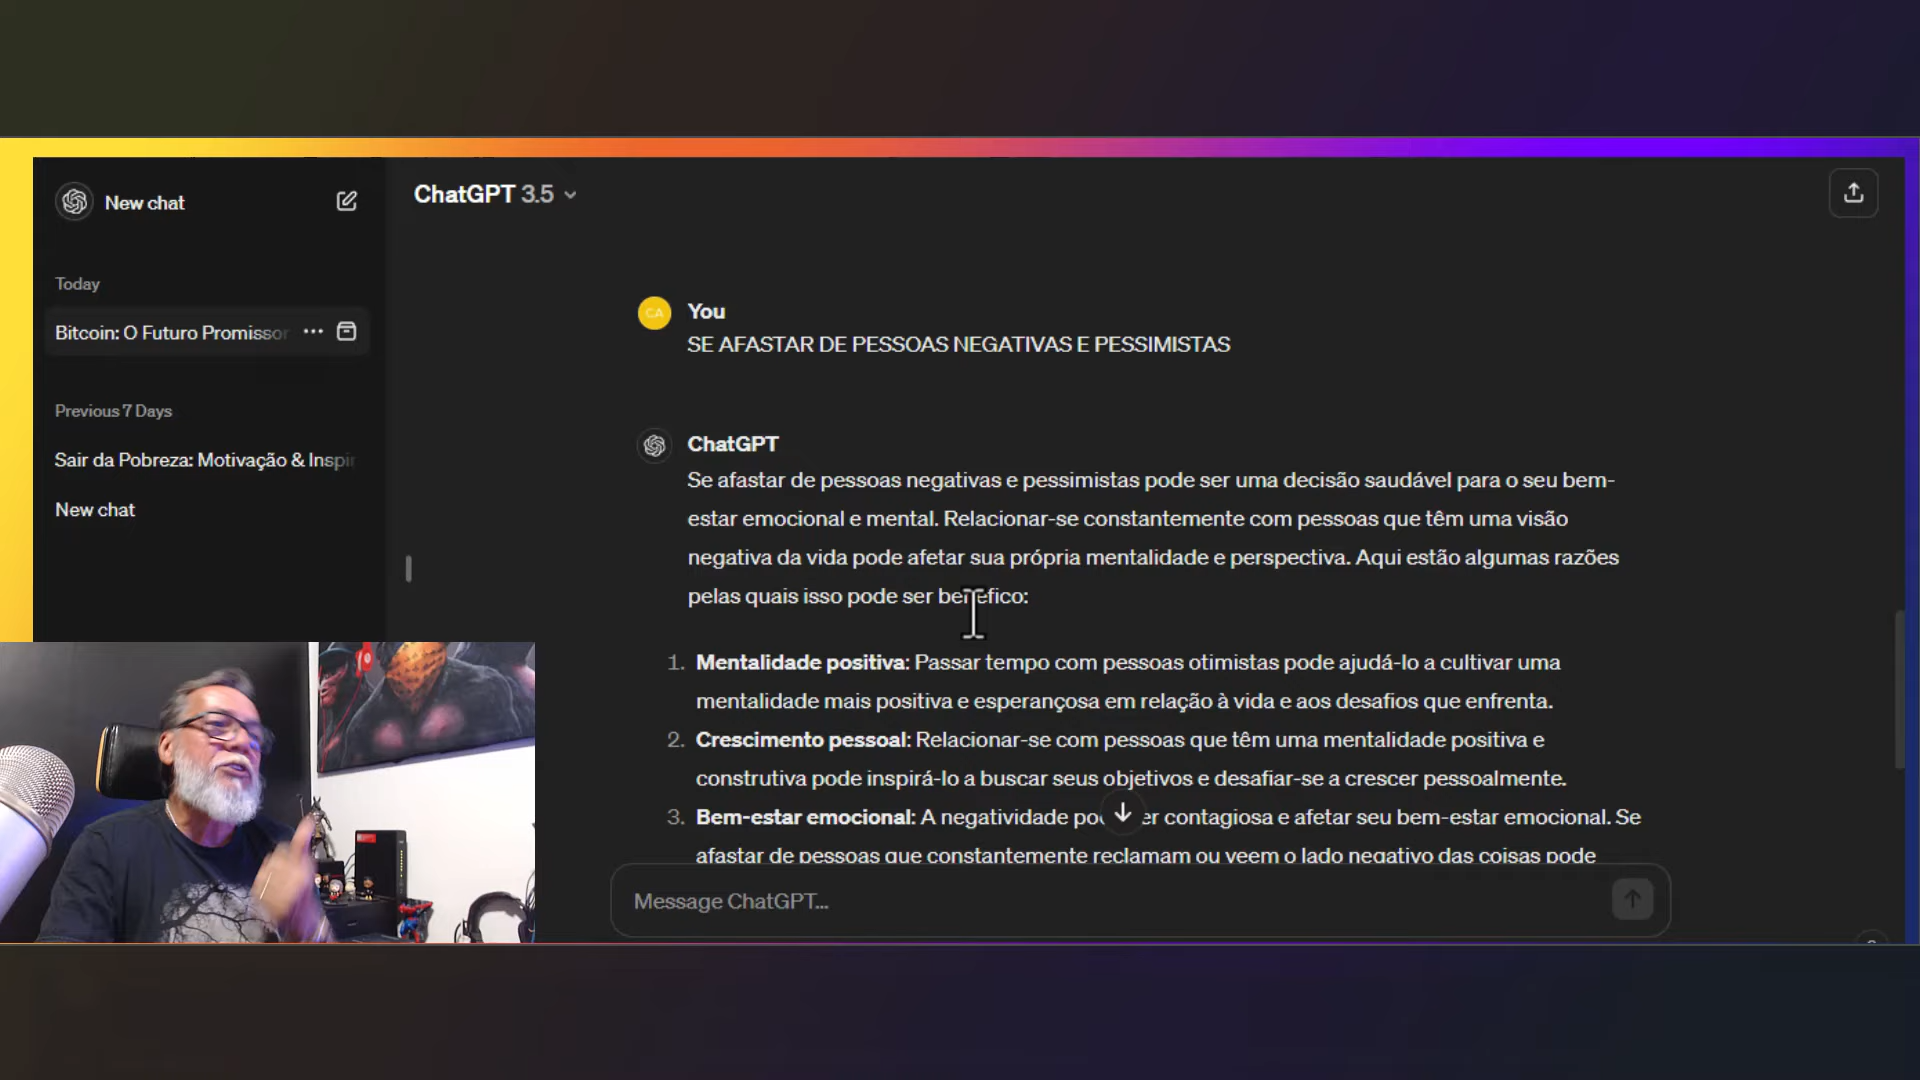 New chat
ChatGPT 3.5
Today
Bitcoin: O Futuro Promissor
Previous 7 Days
Sair da Pobreza: Motivação & Inspir
New chat
CA
You
SE AFASTAR DE PESSOAS NEGATIVAS E PESSIMISTAS
ChatGPT
Se afastar de pessoas negativas e pessimistas pode ser uma decisão saudável para o seu bem-
estar emocional e mental. Relacionar-se constantemente com pessoas que têm uma visão
negativa da vida pode afetar sua própria mentalidade e perspectiva. Aqui estão algumas razões
pelas quais isso pode ser benéfico:
1. Mentalidade positiva: Passar tempo com pessoas otimistas pode ajudá-lo a cultivar uma
mentalidade mais positiva e esperançosa em relação à vida e aos desafios que enfrenta.
2. Crescimento pessoal: Relacionar-se com pessoas que têm uma mentalidade positiva e
construtiva pode inspirá-lo a buscar seus objetivos e desafiar-se a crescer pessoalmente.
3. Bem-estar emocional: A negatividade pode ser contagiosa e afetar seu bem-estar emocional. Se
afastar de pessoas que constantemente reclamam ou veem o lado negativo das coisas pode
Message ChatGPT...